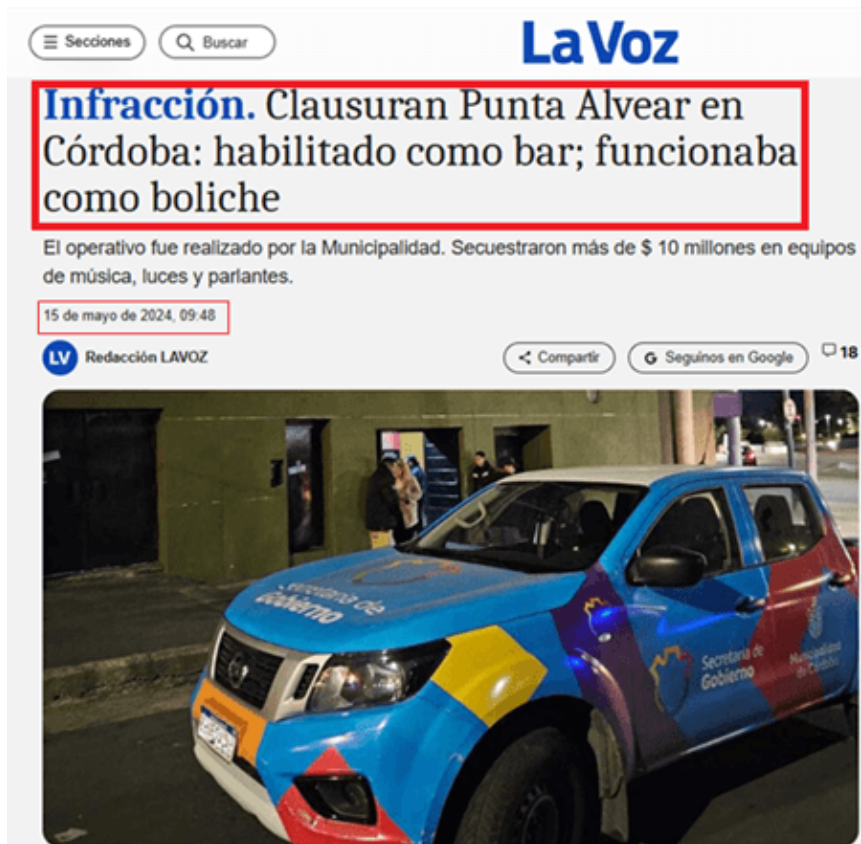 Secciones
Buscar
La Voz
Infracción. Clausuran Punta Alvear en
Córdoba: habilitado como bar; funcionaba
como boliche
El operativo fue realizado por la Municipalidad. Secuestraron más de $ 10 millones en equipos
de música, luces y parlantes.
15 de mayo de 2024, 09:48
LV Redacción LAVOZ
Compartir
G Seguinos en Google
18
Secretaría de
Gobierno
Secretaría de
Gobierno
Municipalidad
de Córdoba